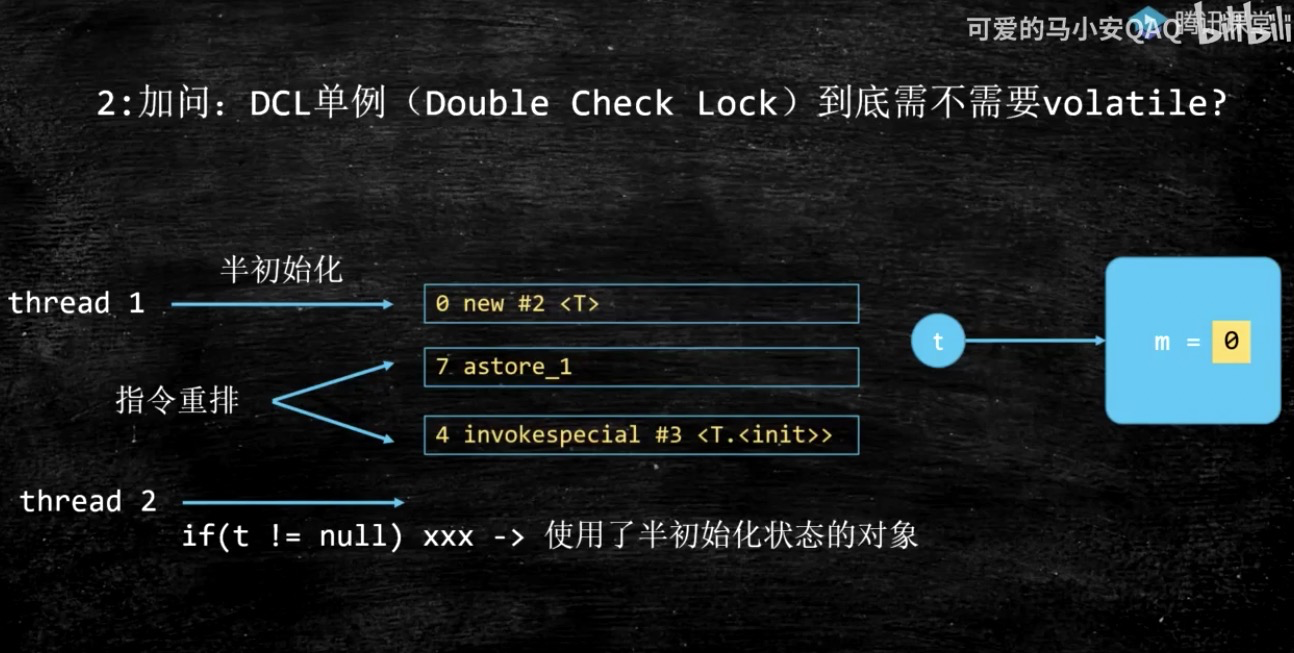 可爱的马小安QAQ 腾讯课堂 bilibili
2:加问：DCL单例（Double Check Lock）到底需不需要volatile?
半初始化
thread 1
0 new #2 <T>
t
m = 0
7 astore_1
指令重排
4 invokespecial #3 <T.<init>>
thread 2
if(t != null) xxx -> 使用了半初始化状态的对象